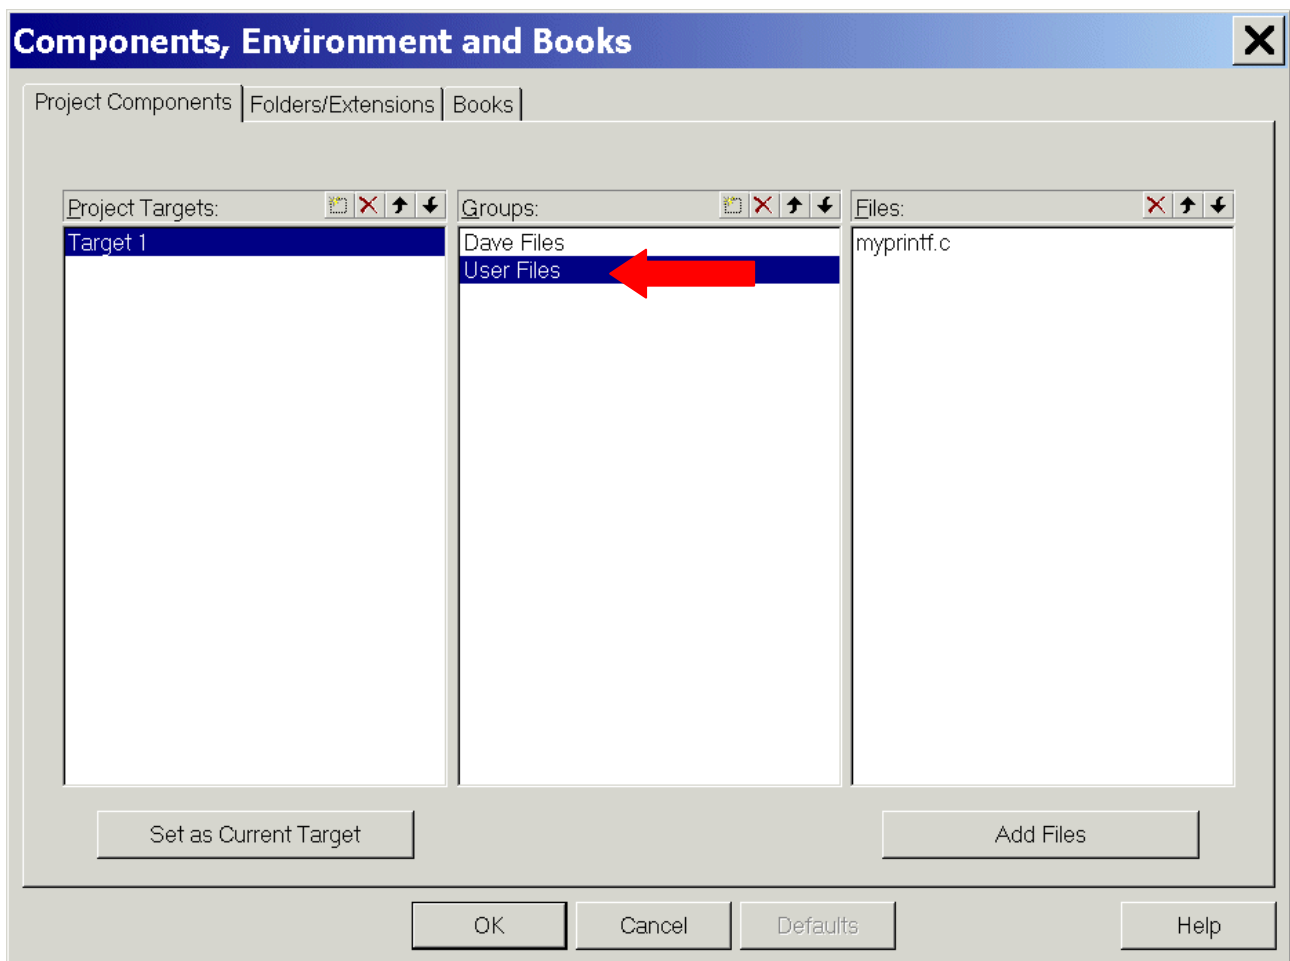 Components, Environment and Books
Project Components Folders/Extensions Books
Project Targets: Groups: Files:
Target 1 Dave Files myprintf.c
User Files
Set as Current Target Add Files
OK Cancel Defaults Help